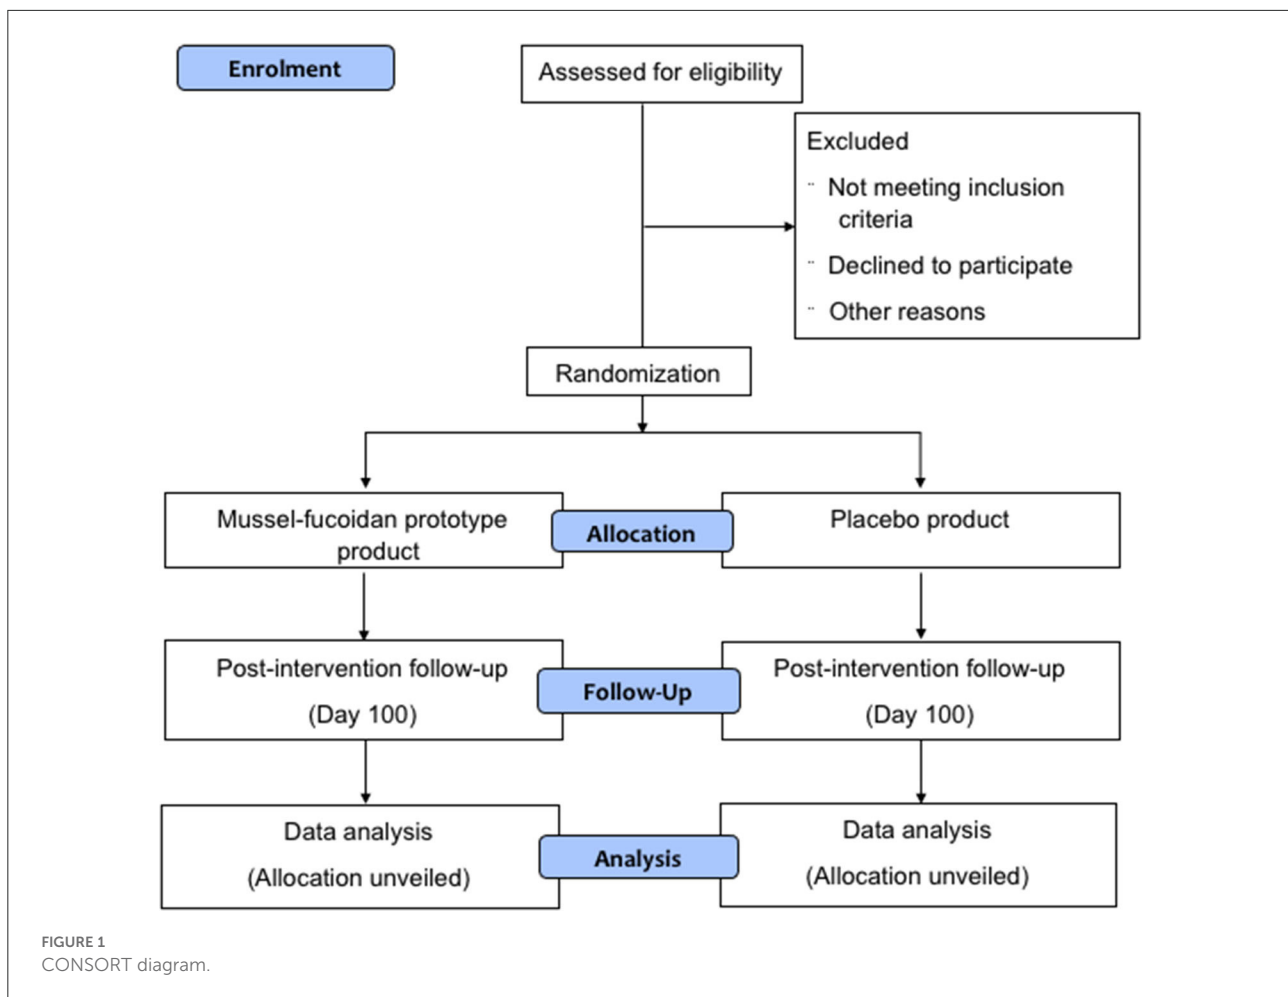 Enrolment
Assessed for eligibility
Excluded
¨ Not meeting inclusion
criteria
¨ Declined to participate
¨ Other reasons
Randomization
Mussel-fucoidan prototype
product
Allocation
Placebo product
Post-intervention follow-up
(Day 100)
Follow-Up
Post-intervention follow-up
(Day 100)
Data analysis
(Allocation unveiled)
Analysis
Data analysis
(Allocation unveiled)
FIGURE 1
CONSORT diagram.